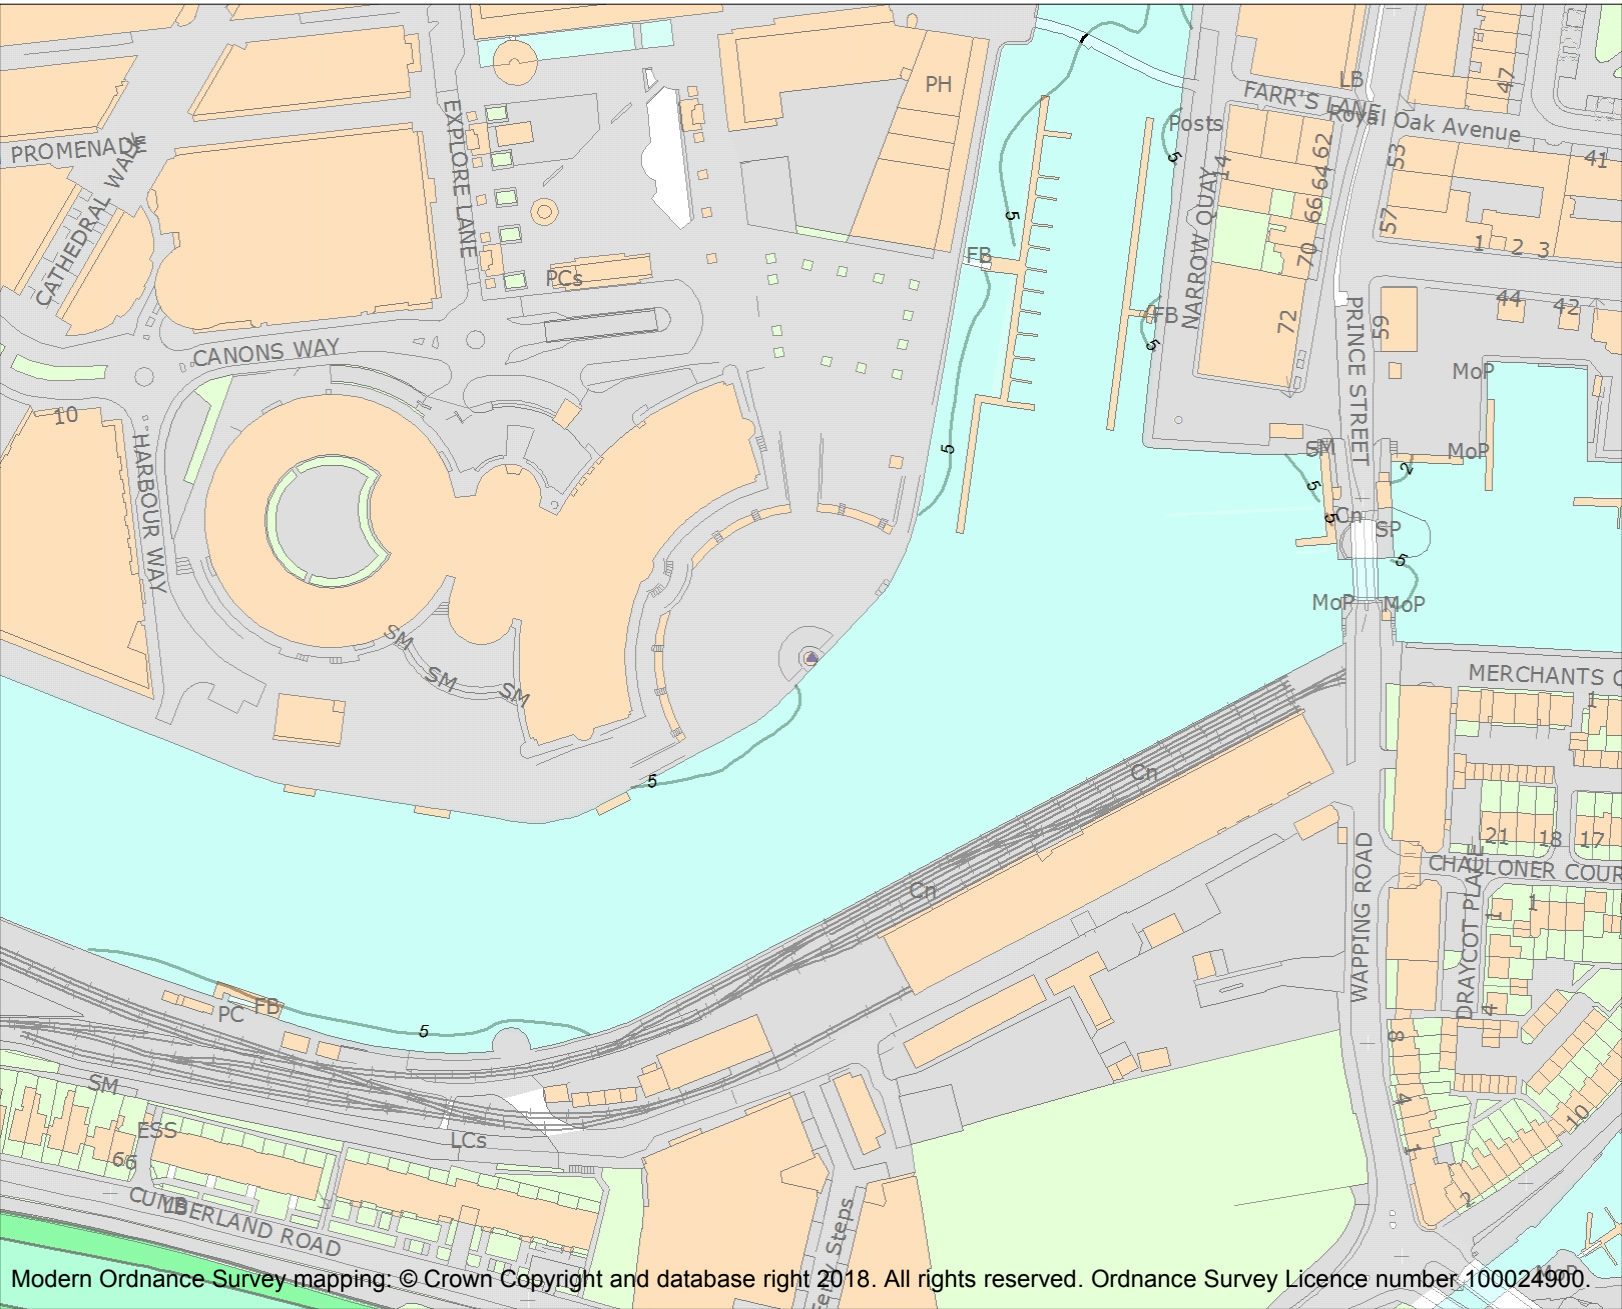 PH
LB
47
FARR'S LANE
Royal Oak Avenue
Posts
PROMENADE
CATHEDRAL WALK
EXPLORE LANE
5
14
62
64
66
70
53
57
41
1
2
3
NARROW QUAY
5
FB
PCs
FB
44
42
72
59
PRINCE STREET
5
CANONS WAY
MoP
10
HARBOUR WAY
5
SM
MoP
2
5
5
Cn
SP
5
MoP
MoP
SM
SM
SM
MERCHANTS
1
5
Cn
21
18
17
CHALLONER COUR
WAPPING ROAD
DRAYCOT PLACE
Cn
1
1
4
PC
FB
5
8
SM
4
ESS
LCs
66
1
10
2
CUMBERLAND ROAD
LB
Steps
MoP
Modern Ordnance Survey mapping: © Crown Copyright and database right 2018. All rights reserved. Ordnance Survey Licence number 100024900.